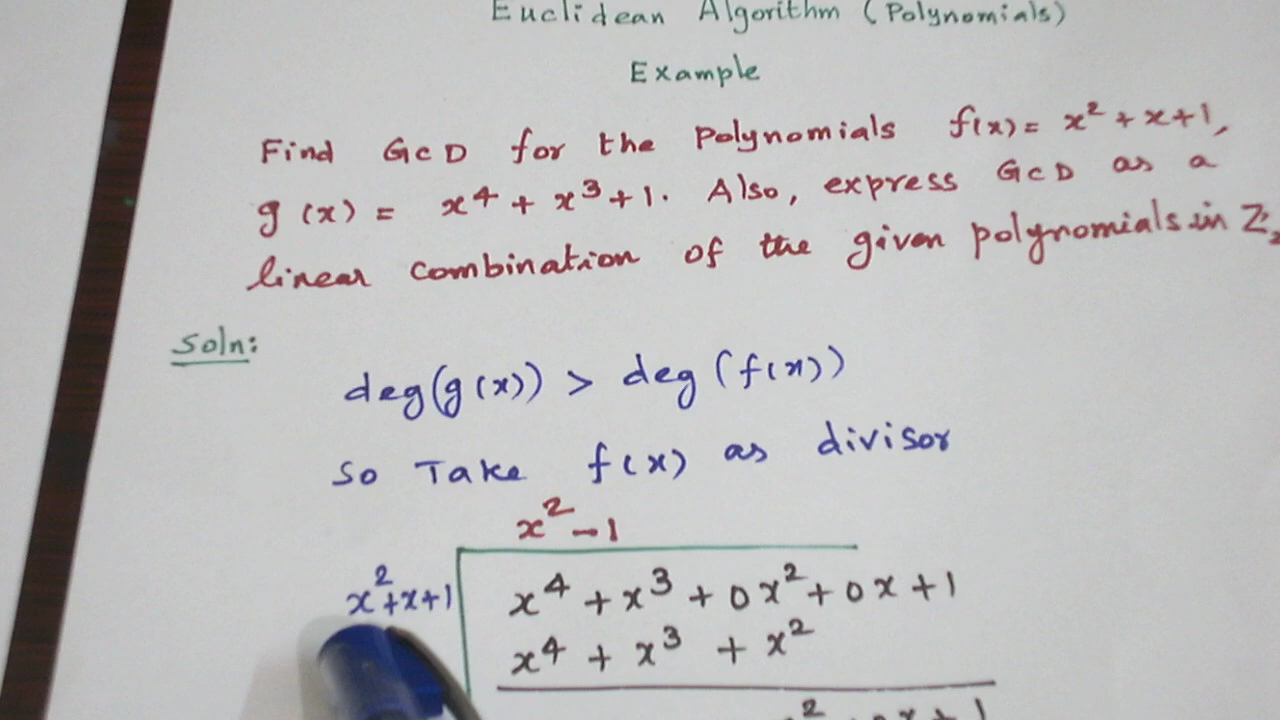 Euclidean Algorithm (Polynomials)
Example
Find GCD for the Polynomials f(x) = x² + x + 1,
g(x) = x⁴ + x³ + 1. Also, express GCD as a
linear combination of the given polynomials in Z₂
Soln:
deg(g(x)) > deg(f(x))
So Take f(x) as divisor
x² - 1
x² + x + 1
x⁴ + x³ + 0x² + 0x + 1
x⁴ + x³ + x²